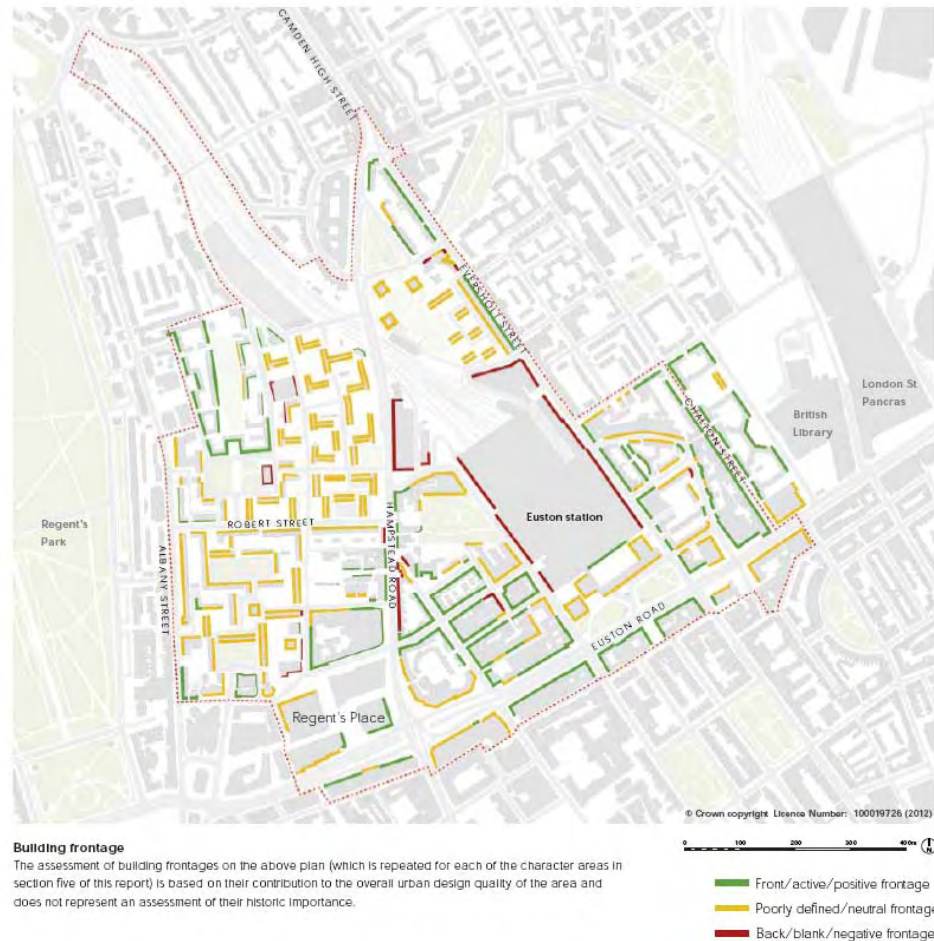 CAMDEN HIGH STREET
EVERSHOLT STREET
CHALTON STREET
London St
Pancras
British
Library
Euston station
Regent's
Park
ROBERT STREET
HAMPSTEAD ROAD
ALBANY STREET
EUSTON ROAD
Regent's Place
© Crown copyright Licence Number: 100019726 (2012)
Building frontage
The assessment of building frontages on the above plan (which is repeated for each of the character areas in
section five of this report) is based on their contribution to the overall urban design quality of the area and
does not represent an assessment of their historic importance.
0 100 200 300 400m
N
Front/active/positive frontage
Poorly defined/neutral frontage
Back/blank/negative frontage